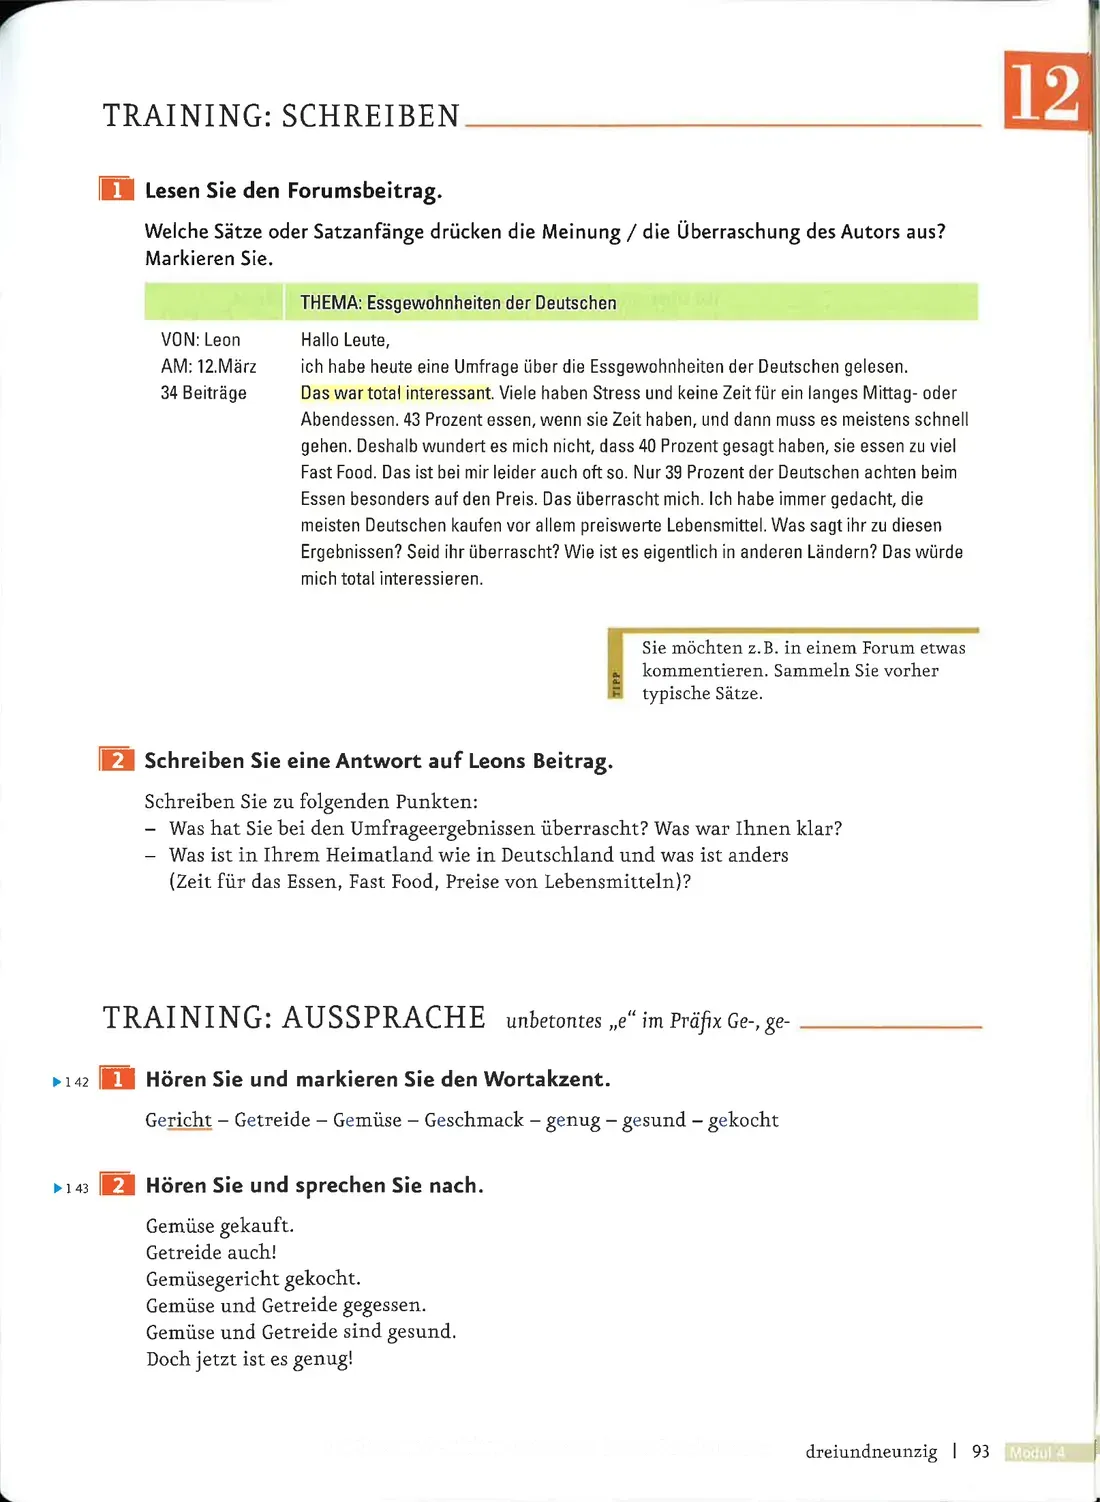 12
TRAINING: SCHREIBEN
1 Lesen Sie den Forumsbeitrag.
Welche Sätze oder Satzanfänge drücken die Meinung / die Überraschung des Autors aus?
Markieren Sie.
THEMA: Essgewohnheiten der Deutschen
VON: Leon
AM: 12.März
34 Beiträge
Hallo Leute,
ich habe heute eine Umfrage über die Essgewohnheiten der Deutschen gelesen.
Das war total interessant. Viele haben Stress und keine Zeit für ein langes Mittag- oder
Abendessen. 43 Prozent essen, wenn sie Zeit haben, und dann muss es meistens schnell
gehen. Deshalb wundert es mich nicht, dass 40 Prozent gesagt haben, sie essen zu viel
Fast Food. Das ist bei mir leider auch oft so. Nur 39 Prozent der Deutschen achten beim
Essen besonders auf den Preis. Das überrascht mich. Ich habe immer gedacht, die
meisten Deutschen kaufen vor allem preiswerte Lebensmittel. Was sagt ihr zu diesen
Ergebnissen? Seid ihr überrascht? Wie ist es eigentlich in anderen Ländern? Das würde
mich total interessieren.
TIPP
Sie möchten z. B. in einem Forum etwas
kommentieren. Sammeln Sie vorher
typische Sätze.
2 Schreiben Sie eine Antwort auf Leons Beitrag.
Schreiben Sie zu folgenden Punkten:
– Was hat Sie bei den Umfrageergebnissen überrascht? Was war Ihnen klar?
– Was ist in Ihrem Heimatland wie in Deutschland und was ist anders
(Zeit für das Essen, Fast Food, Preise von Lebensmitteln)?
TRAINING: AUSSPRACHE unbetontes „e“ im Präfix Ge-, ge-
▶ 1 42 1 Hören Sie und markieren Sie den Wortakzent.
Gericht – Getreide – Gemüse – Geschmack – genug – gesund – gekocht
▶ 1 43 2 Hören Sie und sprechen Sie nach.
Gemüse gekauft.
Getreide auch!
Gemüsegericht gekocht.
Gemüse und Getreide gegessen.
Gemüse und Getreide sind gesund.
Doch jetzt ist es genug!
dreiundneunzig | 93 Modul 4